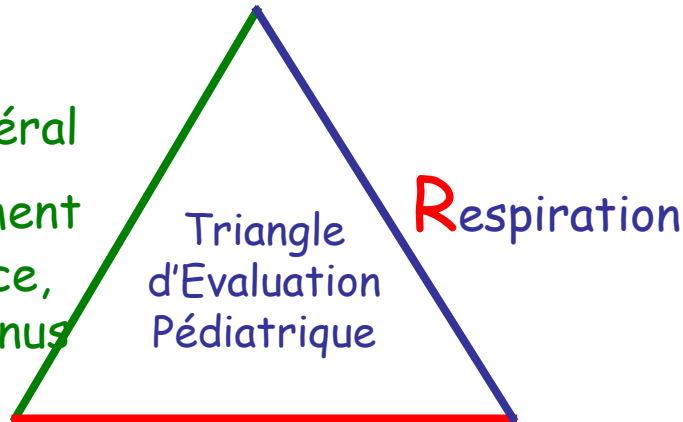 éral
ment
ce,
nus
Triangle
d'Evaluation
Pédiatrique
Respiration